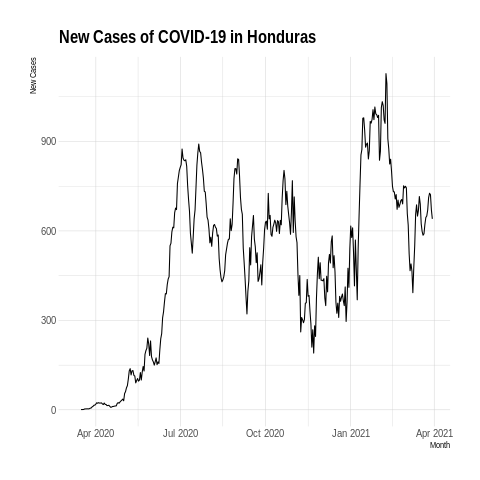 New Cases of COVID-19 in Honduras
New Cases
900
600
300
0
Apr 2020 Jul 2020 Oct 2020 Jan 2021 Apr 2021
Month